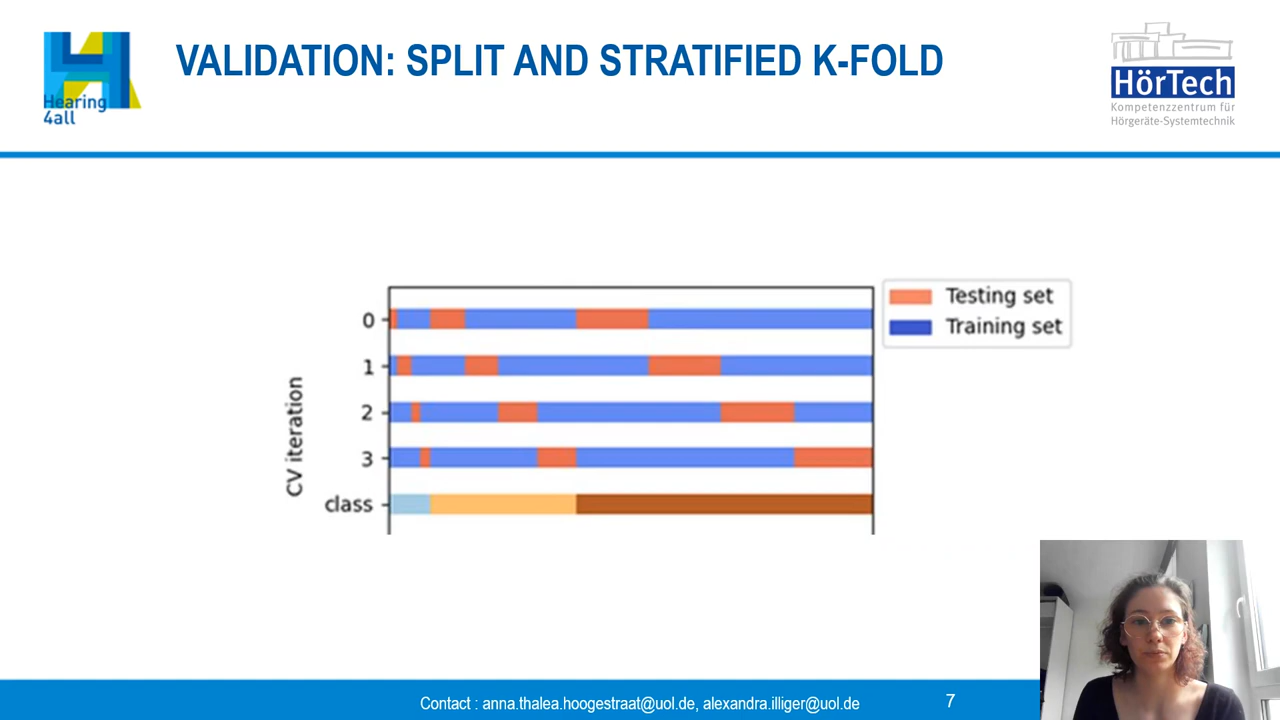 VALIDATION: SPLIT AND STRATIFIED K-FOLD
Hearing
4all
HörTech
Kompetenzzentrum für
Hörgeräte-Systemtechnik
Testing set
Training set
CV iteration
0
1
2
3
class
Contact : anna.thalea.hoogestraat@uol.de, alexandra.illiger@uol.de
7